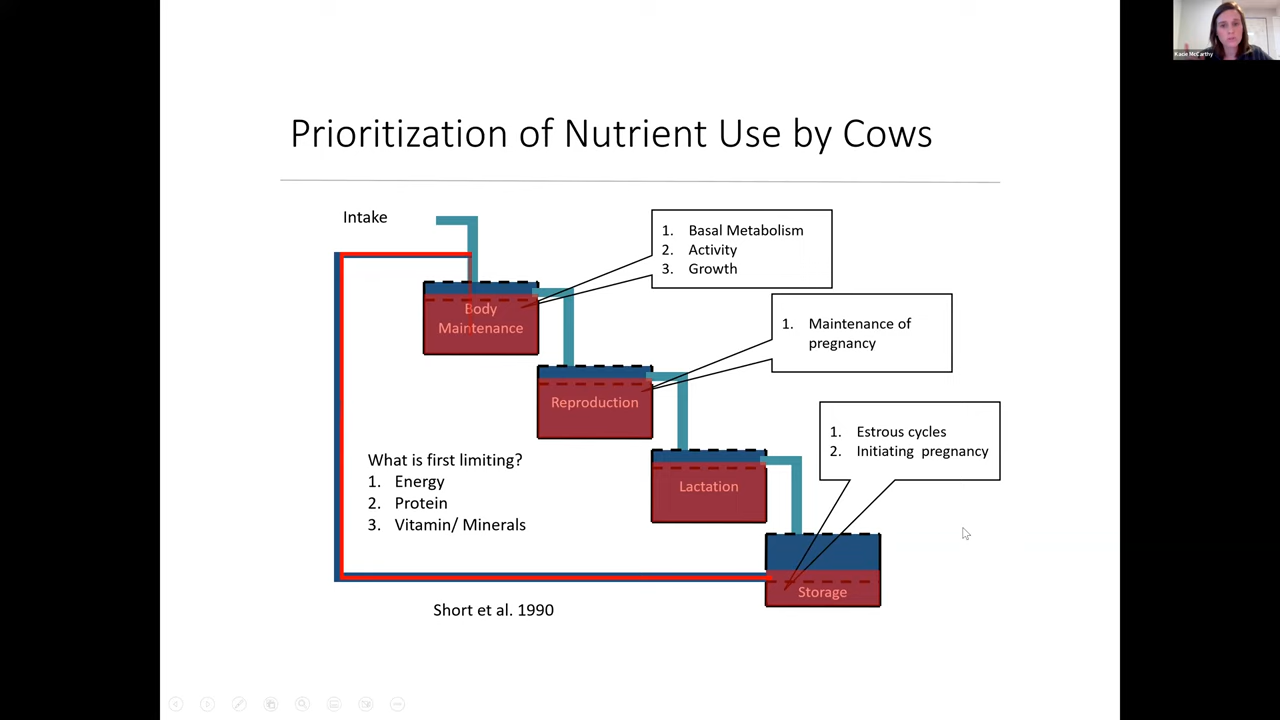 Kacie McCarthy
Prioritization of Nutrient Use by Cows
Intake
1. Basal Metabolism
2. Activity
3. Growth
Body
Maintenance
1. Maintenance of
pregnancy
Reproduction
1. Estrous cycles
2. Initiating pregnancy
Lactation
What is first limiting?
1. Energy
2. Protein
3. Vitamin/ Minerals
Storage
Short et al. 1990